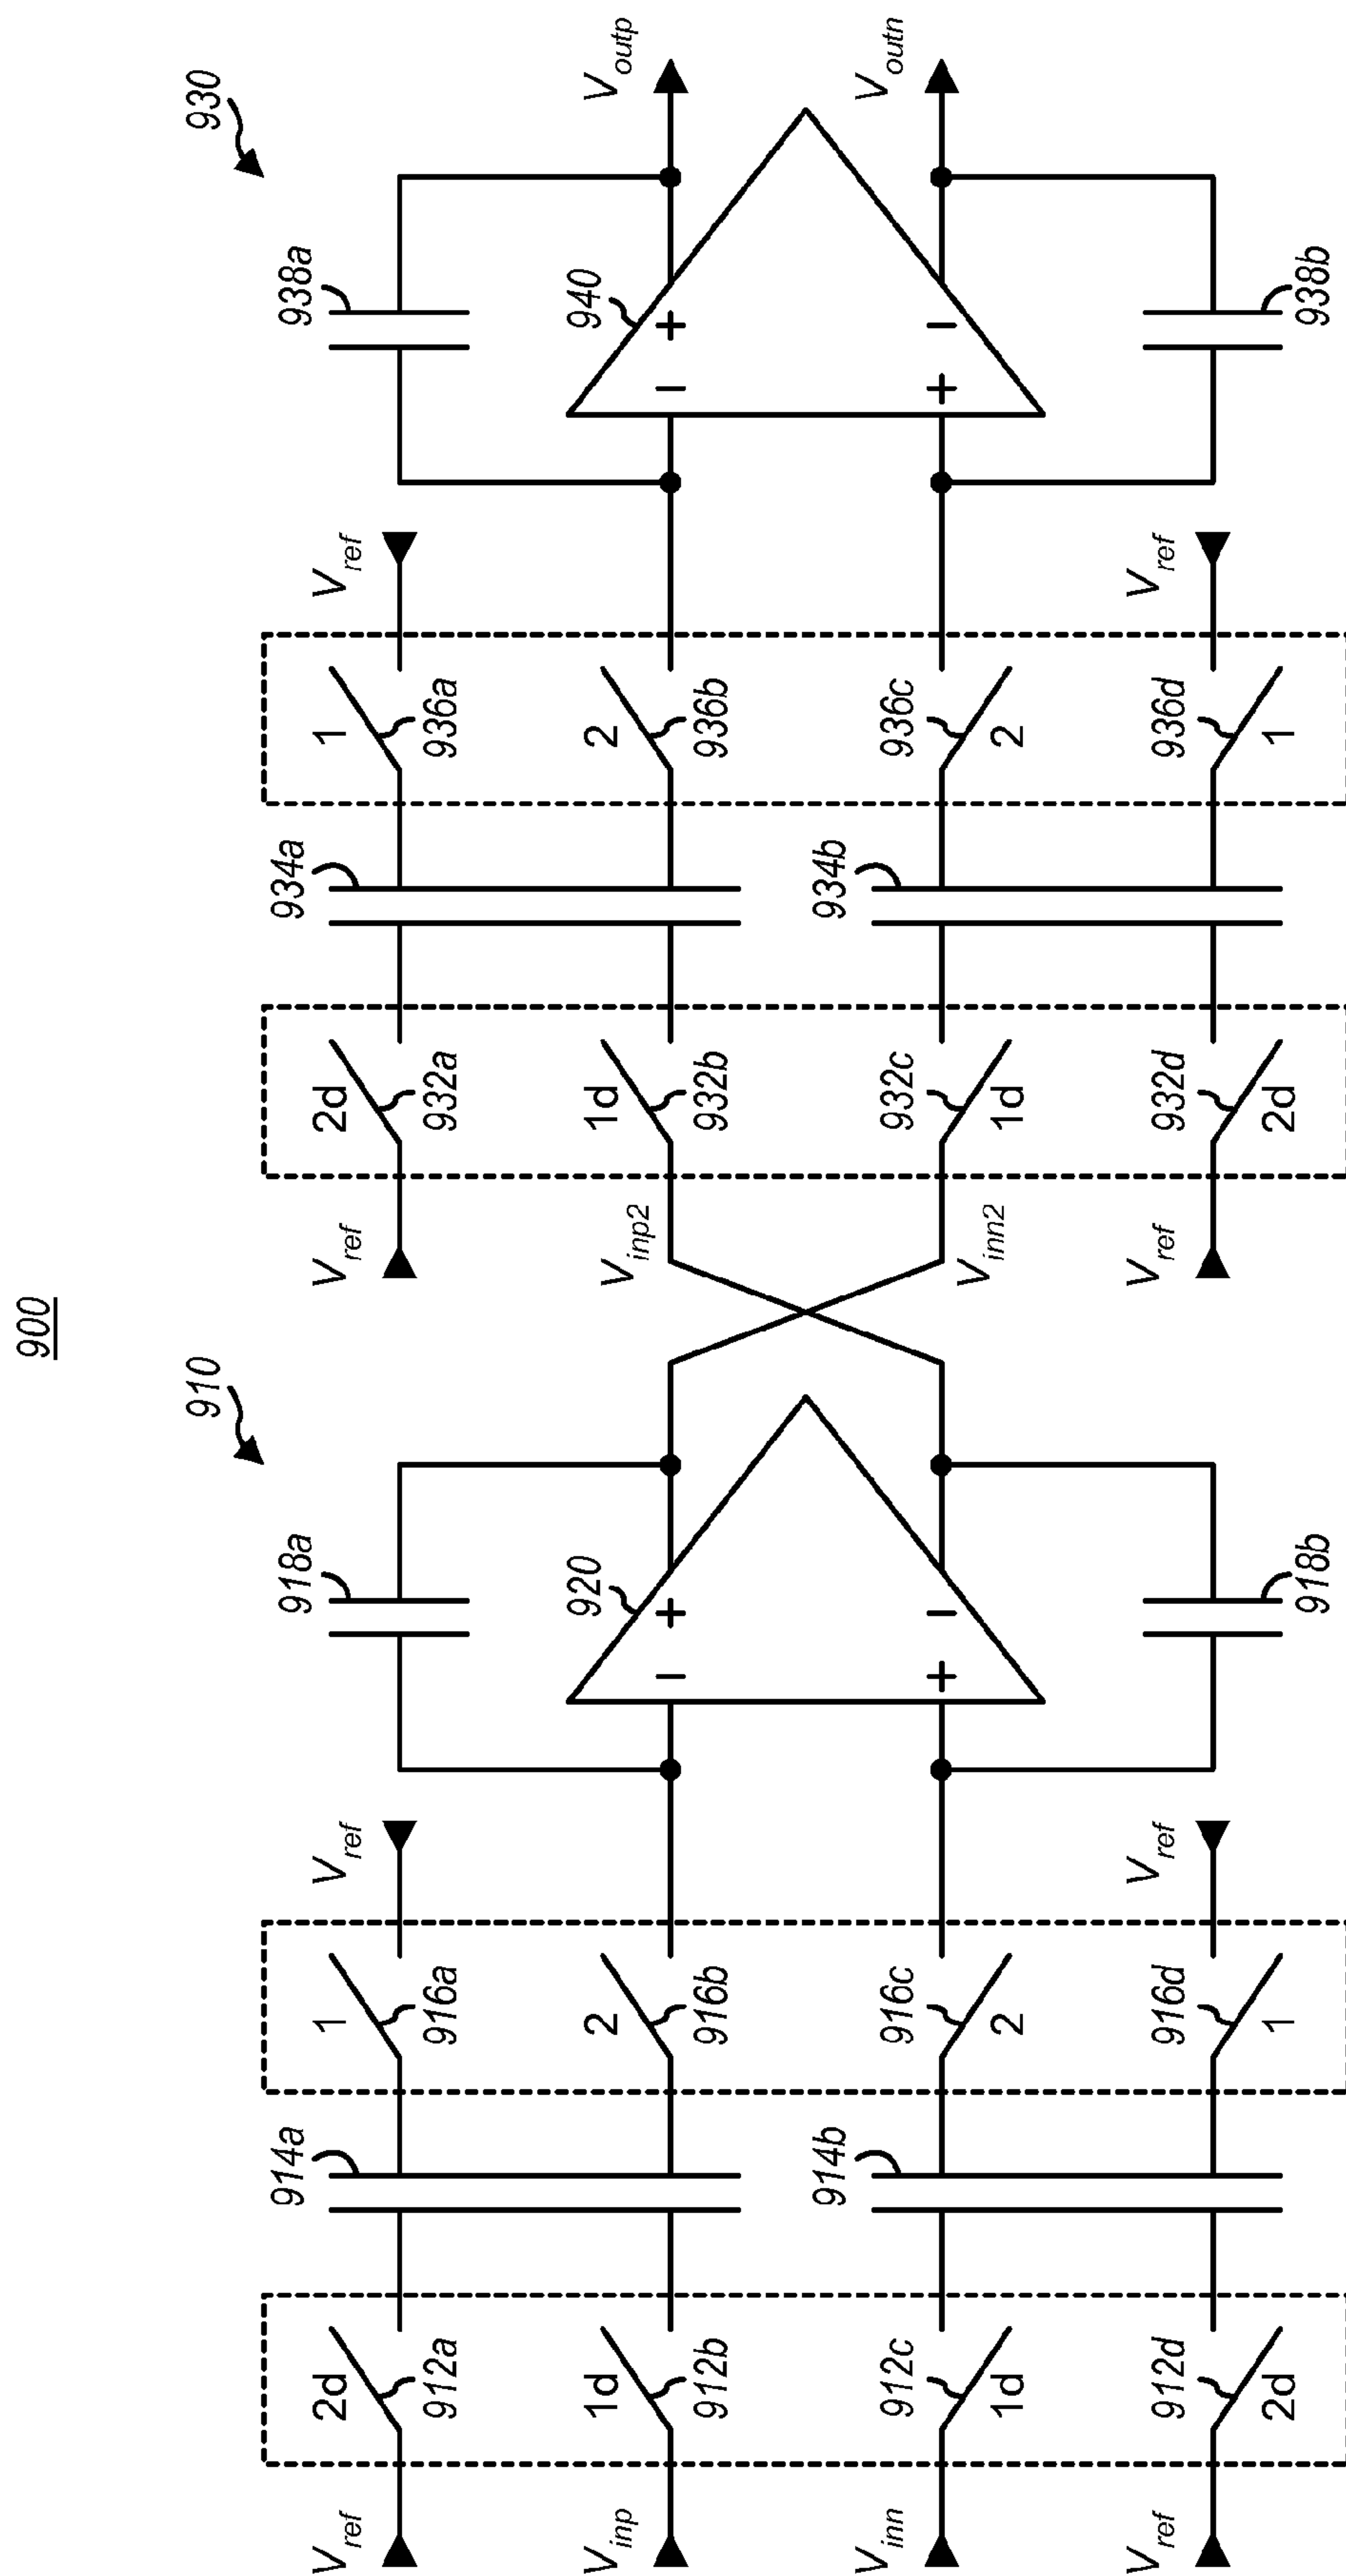 900
910
930
918a
938a
V_ref
2d
912a
914a
1
916a
V_ref
920
V_ref
2d
932a
934a
1
936a
V_ref
940
V_inp
1d
912b
2
916b
− +
V_inp2
1d
932b
2
936b
− +
V_outp
V_inn
912c
1d
914b
916c
2
+ −
V_inn2
932c
1d
934b
936c
2
+ −
V_outn
V_ref
912d
2d
916d
1
V_ref
918b
V_ref
932d
2d
936d
1
V_ref
938b